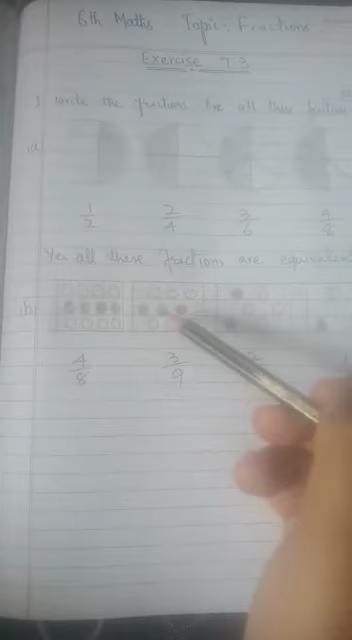 6th Maths Topic: Fractions
Exercise 7.3
1 write the fractions
(a)
1/2 2/4 3/6 4/8
Yes all these fractions are equivalent
(b)
4/8 3/9